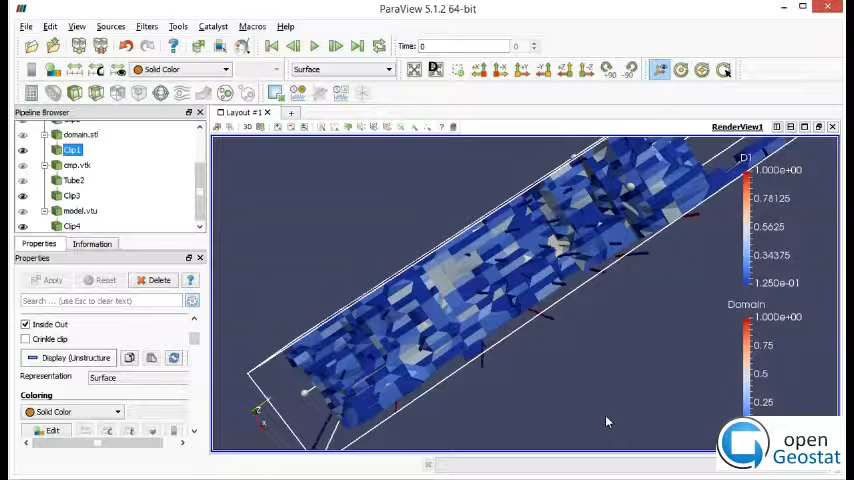 ParaView 5.1.2 64-bit
File Edit View Sources Filters Tools Catalyst Macros Help
Time: 0 0
Solid Color Surface +X -X +Y -Y +Z -Z +90 -90
Pipeline Browser
Layout #1
3D RenderView1
domain.stl
Clip1
cmp.vtk
Tube2
Clip3
model.vtu
Clip4
Properties Information
Properties
Apply Reset Delete ?
Search ... (use Esc to clear text)
Inside Out
Crinkle clip
Display (Unstructure
Representation Surface
Coloring
Solid Color
Edit
D1
1.000e+00
0.78125
0.5625
0.34375
1.250e-01
Domain
1.000e+00
0.75
0.5
0.25
open
Geostat